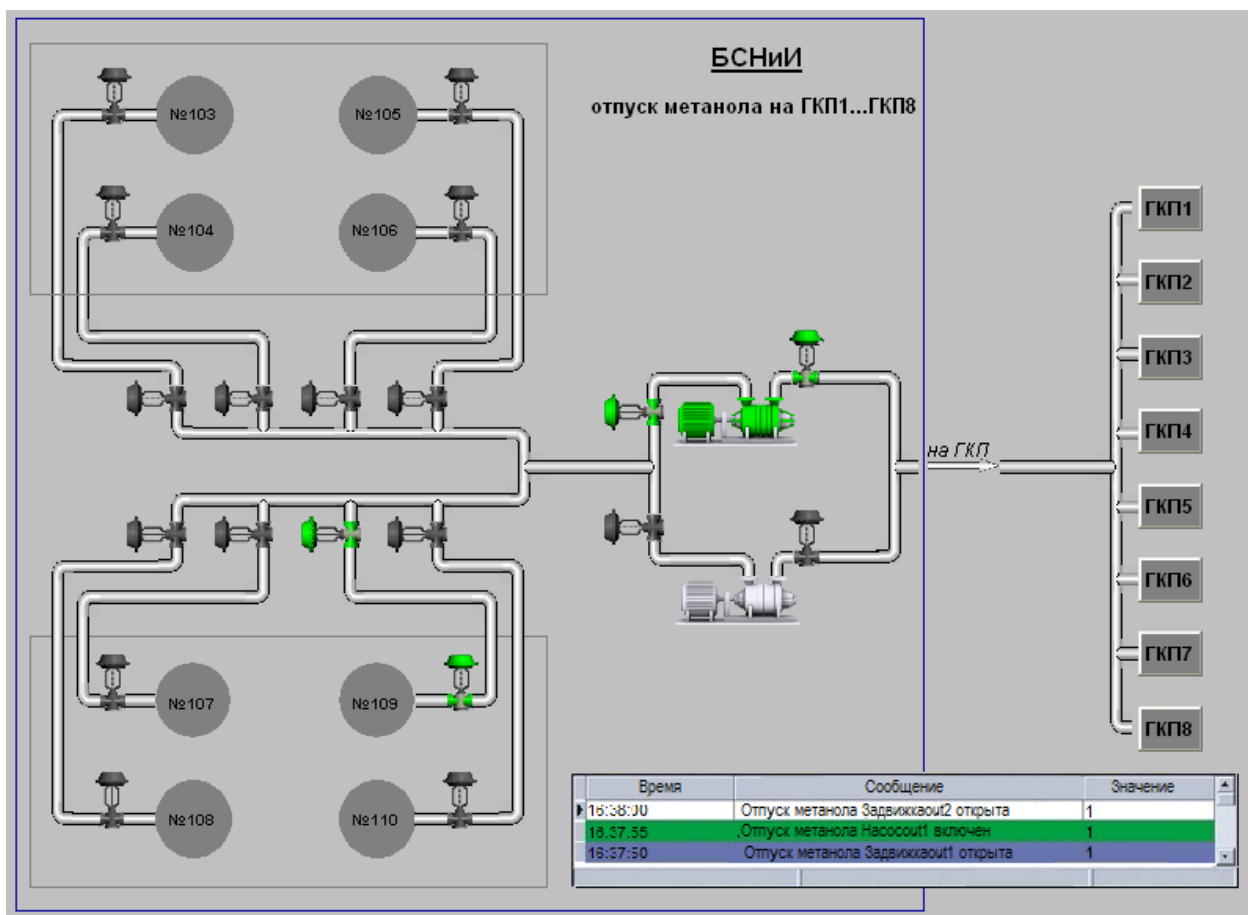 БСНиИ
отпуск метанола на ГКП1...ГКП8
№103
№105
№104
№106
на ГКП
ГКП1
ГКП2
ГКП3
ГКП4
ГКП5
ГКП6
ГКП7
ГКП8
№107
№109
№108
№110
Время Сообщение Значение
16:38:00 Отпуск метанола Задвижкаout2 открыта 1
16:37:55 ,Отпуск метанола Насосout1 включен 1
16:37:50 Отпуск метанола Задвижкаout1 открыта 1